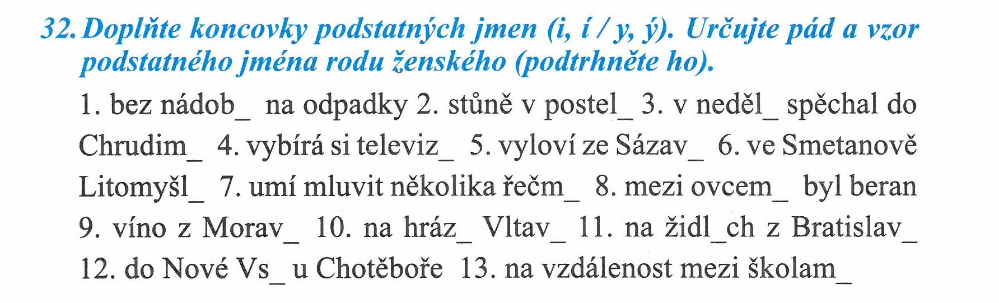 32. Doplňte koncovky podstatných jmen (i, í / y, ý). Určujte pád a vzor
podstatného jména rodu ženského (podtrhněte ho).
1. bez nádob_ na odpadky 2. stůně v postel_ 3. v neděl_ spěchal do
Chrudim_ 4. vybírá si televiz_ 5. vyloví ze Sázav_ 6. ve Smetanově
Litomyšl_ 7. umí mluvit několika řečm_ 8. mezi ovcem_ byl beran
9. víno z Morav_ 10. na hráz_ Vltav_ 11. na židl_ch z Bratislav_
12. do Nové Vs_ u Chotěboře 13. na vzdálenost mezi školam_